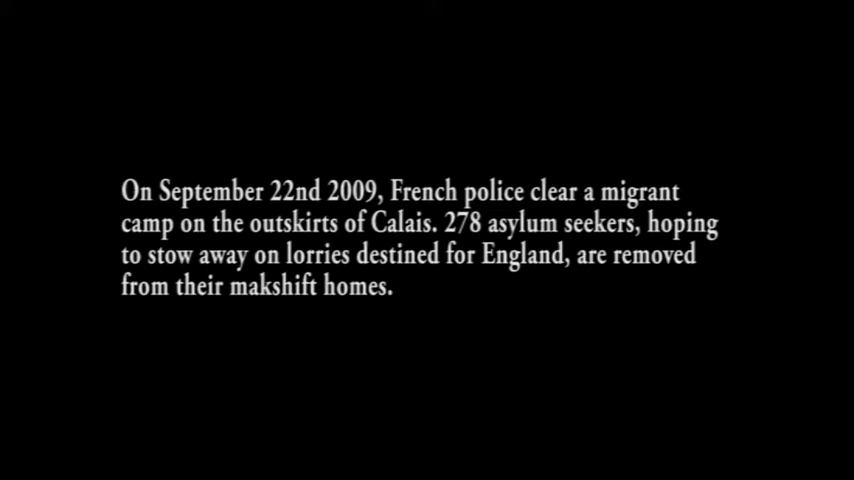 On September 22nd 2009, French police clear a migrant
camp on the outskirts of Calais. 278 asylum seekers, hoping
to stow away on lorries destined for England, are removed
from their makshift homes.